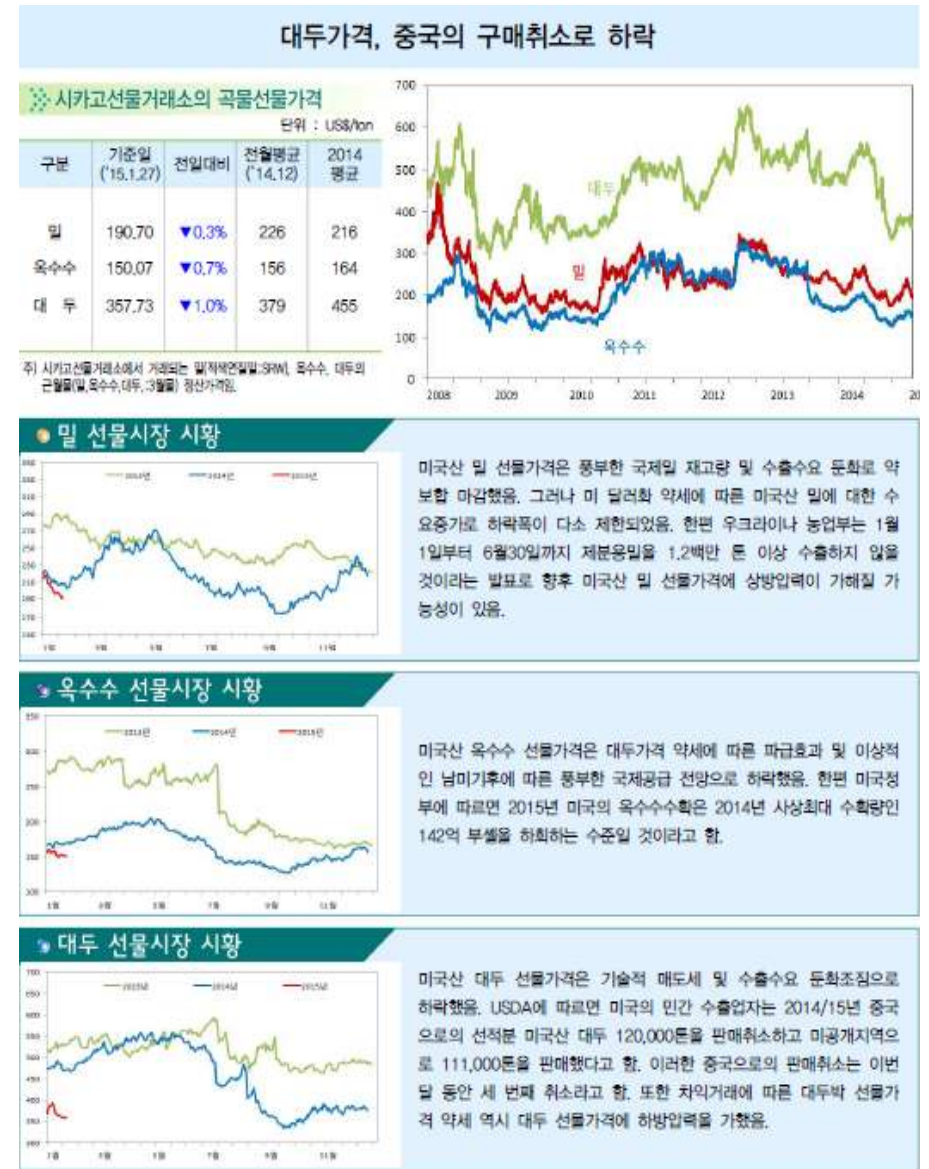 대두가격, 중국의 구매취소로 하락
시카고선물거래소의 곡물선물가격
단위 : US$/ton
구분 기준일 ('15.1.27) 전일대비 전월평균 ('14.12) 2014 평균
밀 190.70 ▼0.3% 226 216
옥수수 150.07 ▼0.7% 156 164
대 두 357.73 ▼1.0% 379 455
주) 시카고선물거래소에서 거래되는 밀(적색연질밀:SRW), 옥수수, 대두의
근월물(밀,옥수수,대두,:3월물) 정산가격임.
700
600
500
400
300
200
100
0
대두
밀
옥수수
2008 2009 2010 2011 2012 2013 2014 20
밀 선물시장 시황
미국산 밀 선물가격은 풍부한 국제밀 재고량 및 수출수요 둔화로 약
보합 마감했음. 그러나 미 달러화 약세에 따른 미국산 밀에 대한 수
요증가로 하락폭이 다소 제한되었음. 한편 우크라이나 농업부는 1월
1일부터 6월30일까지 제분용밀을 1.2백만 톤 이상 수출하지 않을
것이라는 발표로 향후 미국산 밀 선물가격에 상방압력이 가해질 가
능성이 있음.
옥수수 선물시장 시황
2013년 2014년 2015년
미국산 옥수수 선물가격은 대두가격 약세에 따른 파급효과 및 이상적
인 남미기후에 따른 풍부한 국제공급 전망으로 하락했음. 한편 미국정
부에 따르면 2015년 미국의 옥수수수확은 2014년 사상최대 수확량인
142억 부셸을 하회하는 수준일 것이라고 함.
대두 선물시장 시황
미국산 대두 선물가격은 기술적 매도세 및 수출수요 둔화조짐으로
하락했음. USDA에 따르면 미국의 민간 수출업자는 2014/15년 중국
으로의 선적분 미국산 대두 120,000톤을 판매취소하고 미공개지역으
로 111,000톤을 판매했다고 함. 이러한 중국으로의 판매취소는 이번
달 동안 세 번째 취소라고 함. 또한 차익거래에 따른 대두박 선물가
격 약세 역시 대두 선물가격에 하방압력을 가했음.